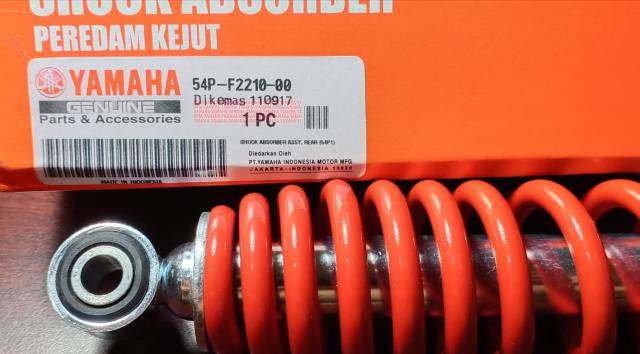 SHOCK ABSORBER
PEREDAM KEJUT
YAMAHA
GENUINE
Parts & Accessories
54P-F2210-00
Dikemas 110917
1 PC
SHOCK ABSORBER ASSY, REAR (54P1)
Diedarkan Oleh
PT.YAMAHA INDONESIA MOTOR MFG.
JAKARTA-INDONESIA 13920
MADE IN INDONESIA